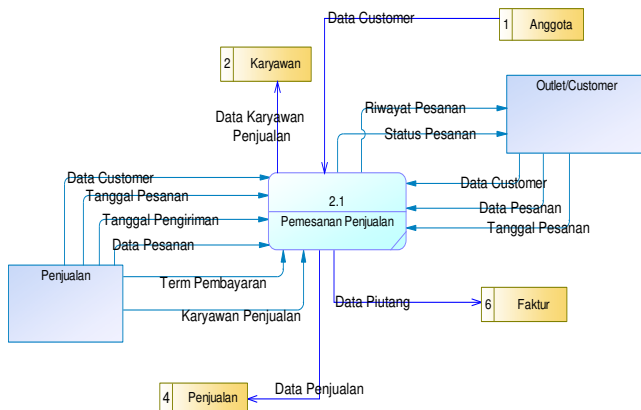 Data Customer
1 Anggota
2 Karyawan
Outlet/Customer
Data Karyawan
Penjualan
Riwayat Pesanan
Status Pesanan
Data Customer
Tanggal Pesanan
Tanggal Pengiriman
Data Pesanan
2.1
Pemesanan Penjualan
Data Customer
Data Pesanan
Tanggal Pesanan
Penjualan
Term Pembayaran
Karyawan Penjualan
Data Piutang
6 Faktur
4 Penjualan
Data Penjualan